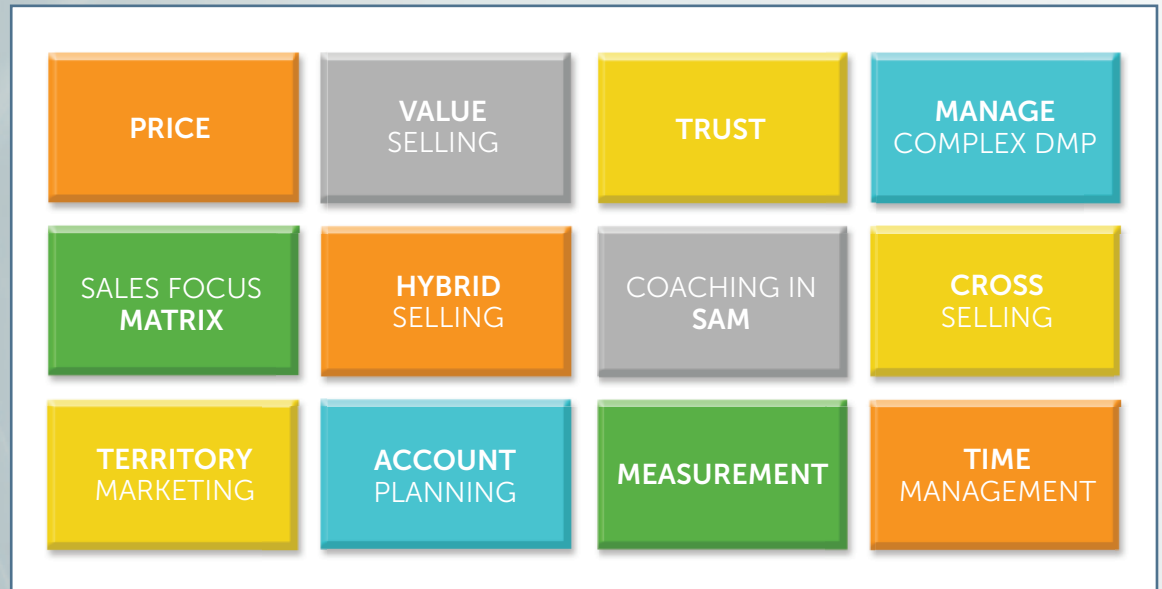 PRICE
VALUE
SELLING
TRUST
MANAGE
COMPLEX DMP
SALES FOCUS
MATRIX
HYBRID
SELLING
COACHING IN
SAM
CROSS
SELLING
TERRITORY
MARKETING
ACCOUNT
PLANNING
MEASUREMENT
TIME
MANAGEMENT